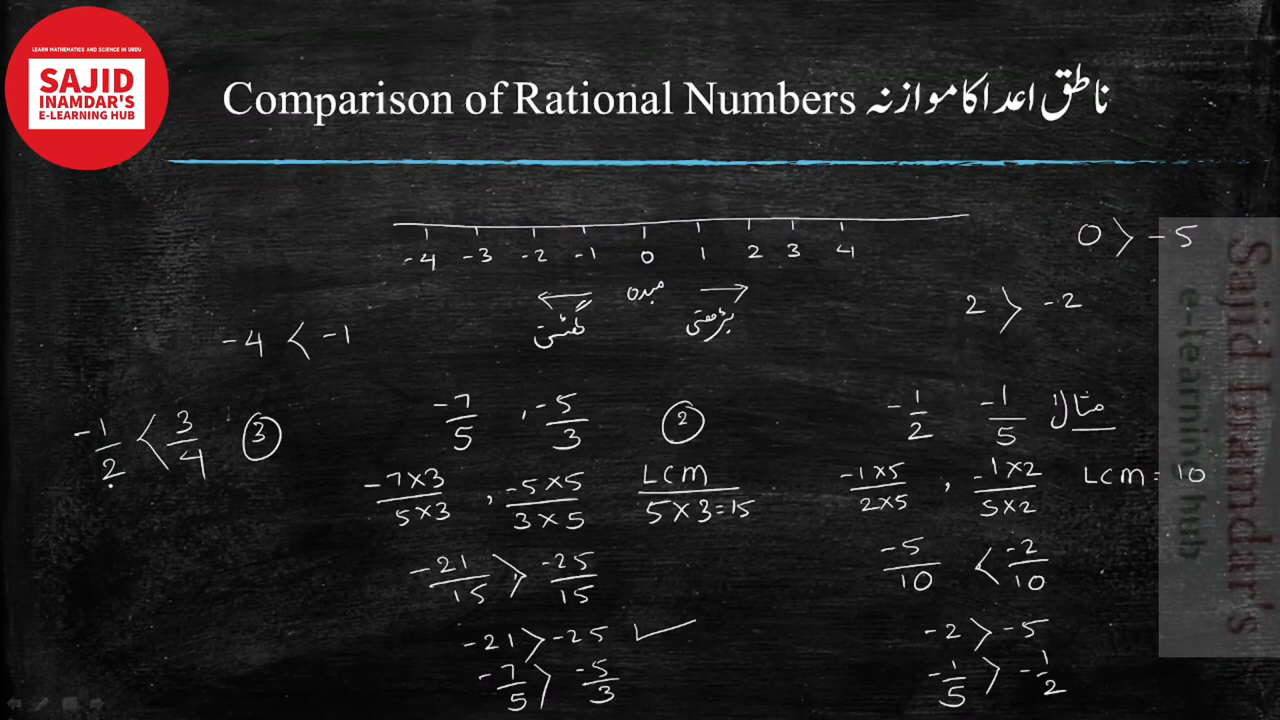 LEARN MATHEMATICS AND SCIENCE IN URDU
SAJID
INAMDAR'S
E-LEARNING HUB
Comparison of Rational Numbers ناطق اعداد کا موازنہ
-4 -3 -2 -1 0 1 2 3 4
0 > -5
← مبدہ →
گھٹتی بڑھتی
2 > -2
-4 < -1
مثال -1/2 -1/5
-1×5/2×5 , -1×2/5×2 LCM = 10
-5/10 < -2/10
-2 > -5
-1/5 > -1/2
② -7/5 , -5/3
-7×3/5×3 , -5×5/3×5 LCM
5×3=15
-21/15 > -25/15
-21 > -25 ✓
-7/5 > -5/3
③ -1/2 < 3/4
Sajid Inamdar's
e-learning hub